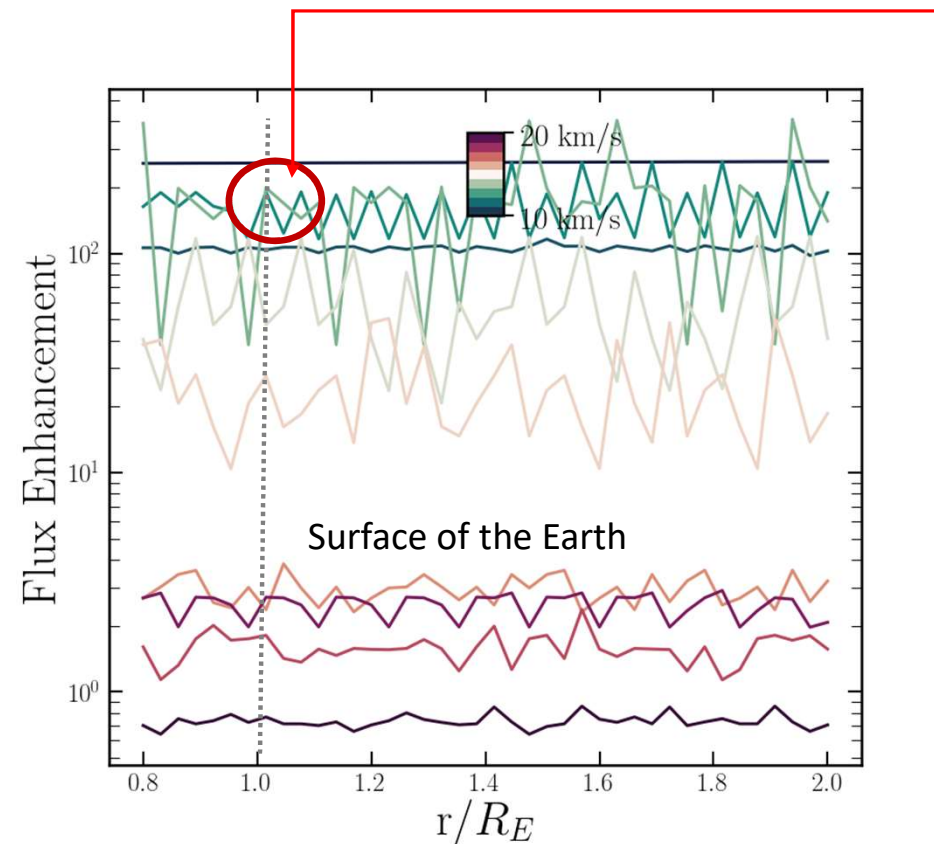 20 km/s
10 km/s
10²
10¹
10⁰
Flux Enhancement
Surface of the Earth
0.8 1.0 1.2 1.4 1.6 1.8 2.0
r/R_E